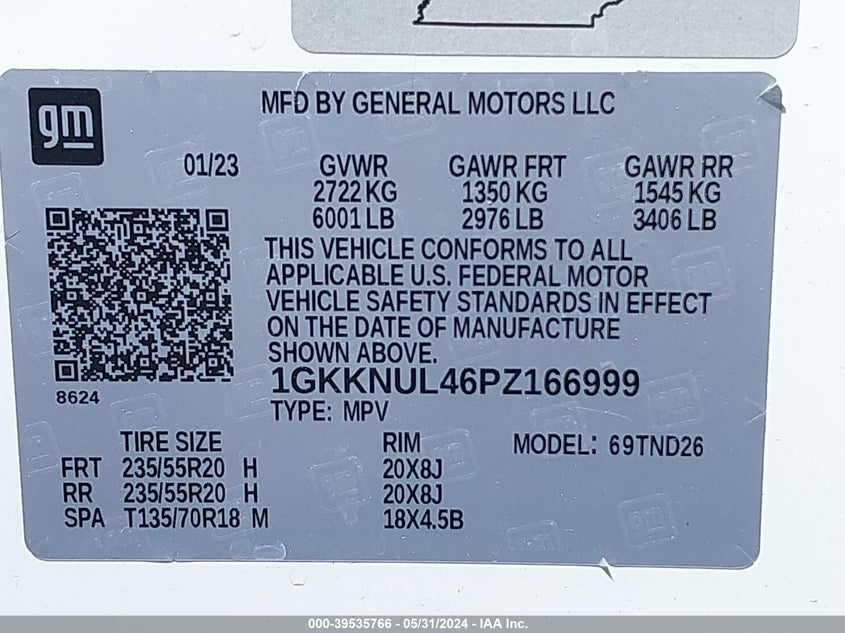 gm
MFD BY GENERAL MOTORS LLC
01/23 GVWR GAWR FRT GAWR RR
2722 KG 1350 KG 1545 KG
6001 LB 2976 LB 3406 LB
THIS VEHICLE CONFORMS TO ALL
APPLICABLE U.S. FEDERAL MOTOR
VEHICLE SAFETY STANDARDS IN EFFECT
ON THE DATE OF MANUFACTURE
SHOWN ABOVE.
1GKKNUL46PZ166999
8624
TYPE: MPV
TIRE SIZE RIM MODEL: 69TND26
FRT 235/55R20 H 20X8J
RR 235/55R20 H 20X8J
SPA T135/70R18 M 18X4.5B
000-39535766 - 05/31/2024 - IAA Inc.